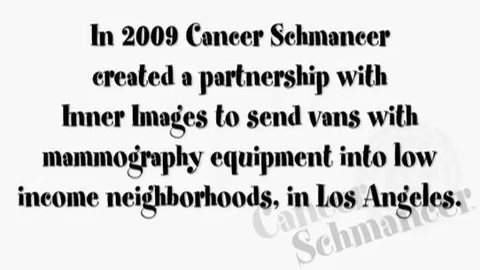 In 2009 Cancer Schmancer
created a partnership with
Inner Images to send vans with
mammography equipment into low
income neighborhoods, in Los Angeles.
Cancer
Schmancer